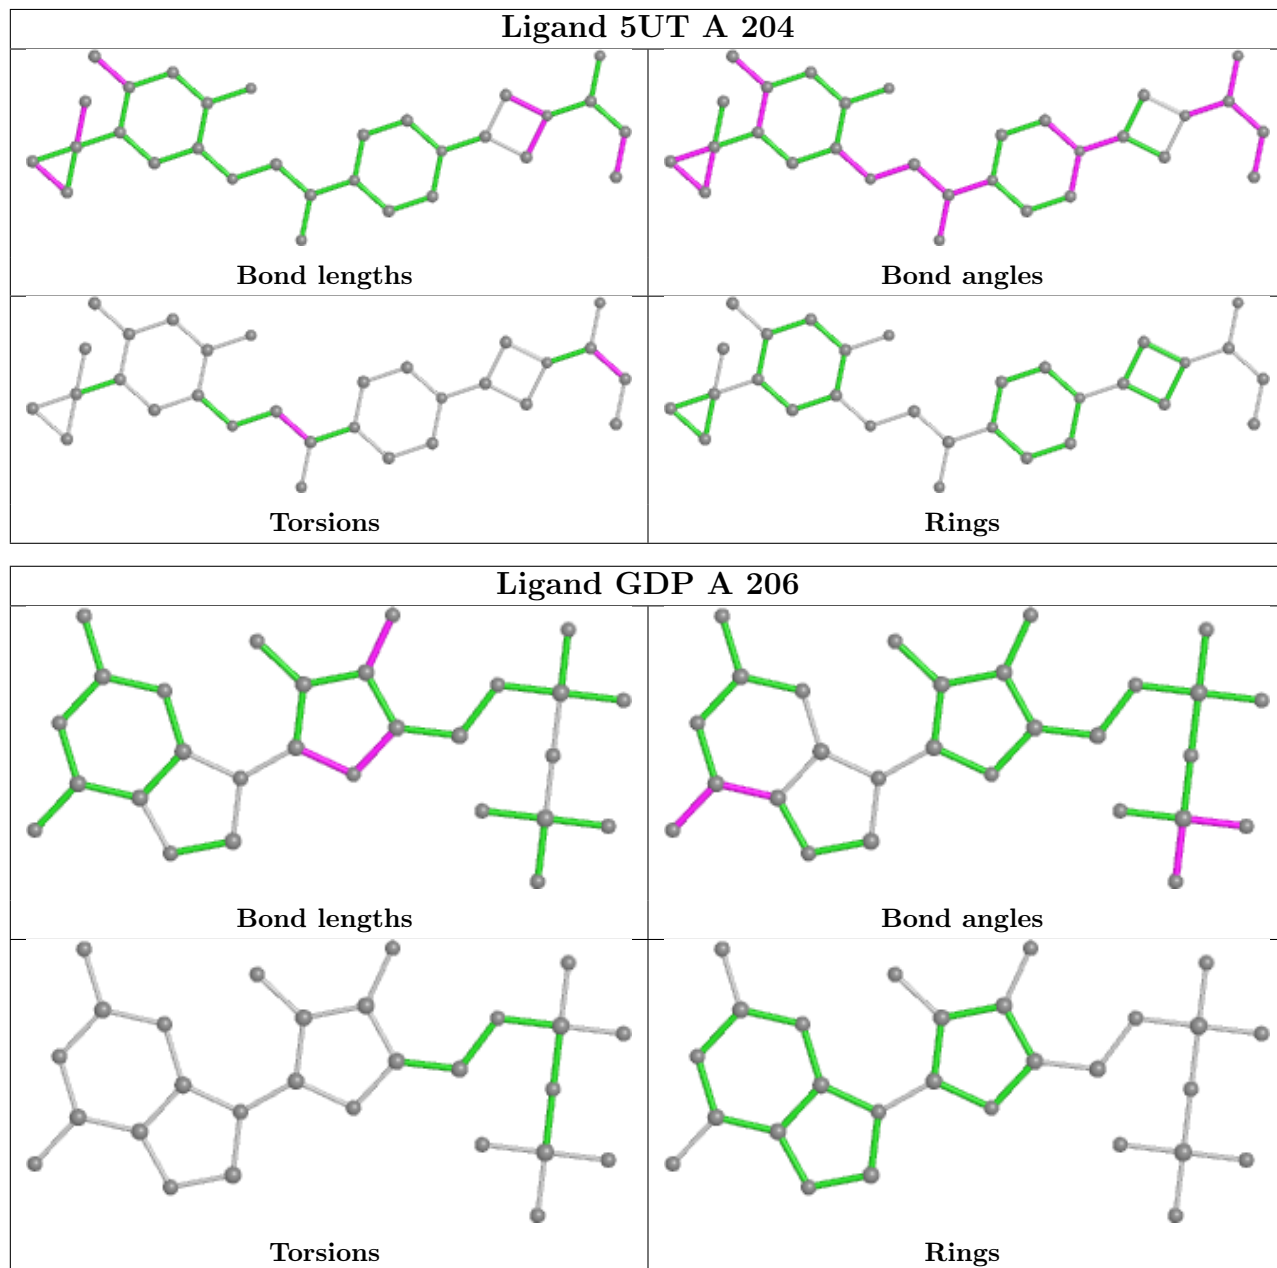 Ligand 5UT A 204
Bond lengths
Bond angles
Torsions
Rings
Ligand GDP A 206
Bond lengths
Bond angles
Torsions
Rings